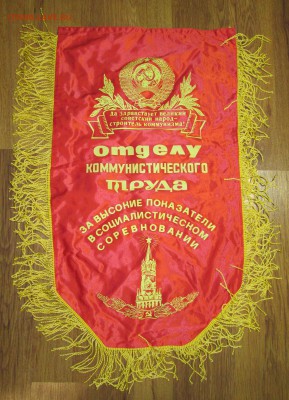 да здравствует великий
советский народ-
строитель коммунизма!
отделу
коммунистического
труда
ЗА ВЫСОКИЕ ПОКАЗАТЕЛИ
В СОЦИАЛИСТИЧЕСКОМ
СОРЕВНОВАНИИ